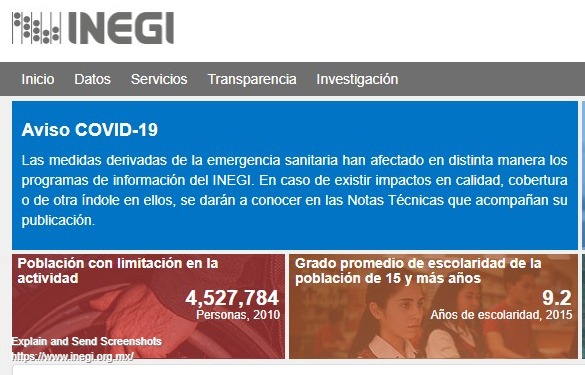 INEGI
Inicio Datos Servicios Transparencia Investigación
Aviso COVID-19
Las medidas derivadas de la emergencia sanitaria han afectado en distinta manera los
programas de información del INEGI. En caso de existir impactos en calidad, cobertura
o de otra índole en ellos, se darán a conocer en las Notas Técnicas que acompañan su
publicación.
Población con limitación en la
actividad
4,527,784
Personas, 2010
Grado promedio de escolaridad de la
población de 15 y más años
9.2
Años de escolaridad, 2015
Explain and Send Screenshots
https://www.inegi.org.mx/